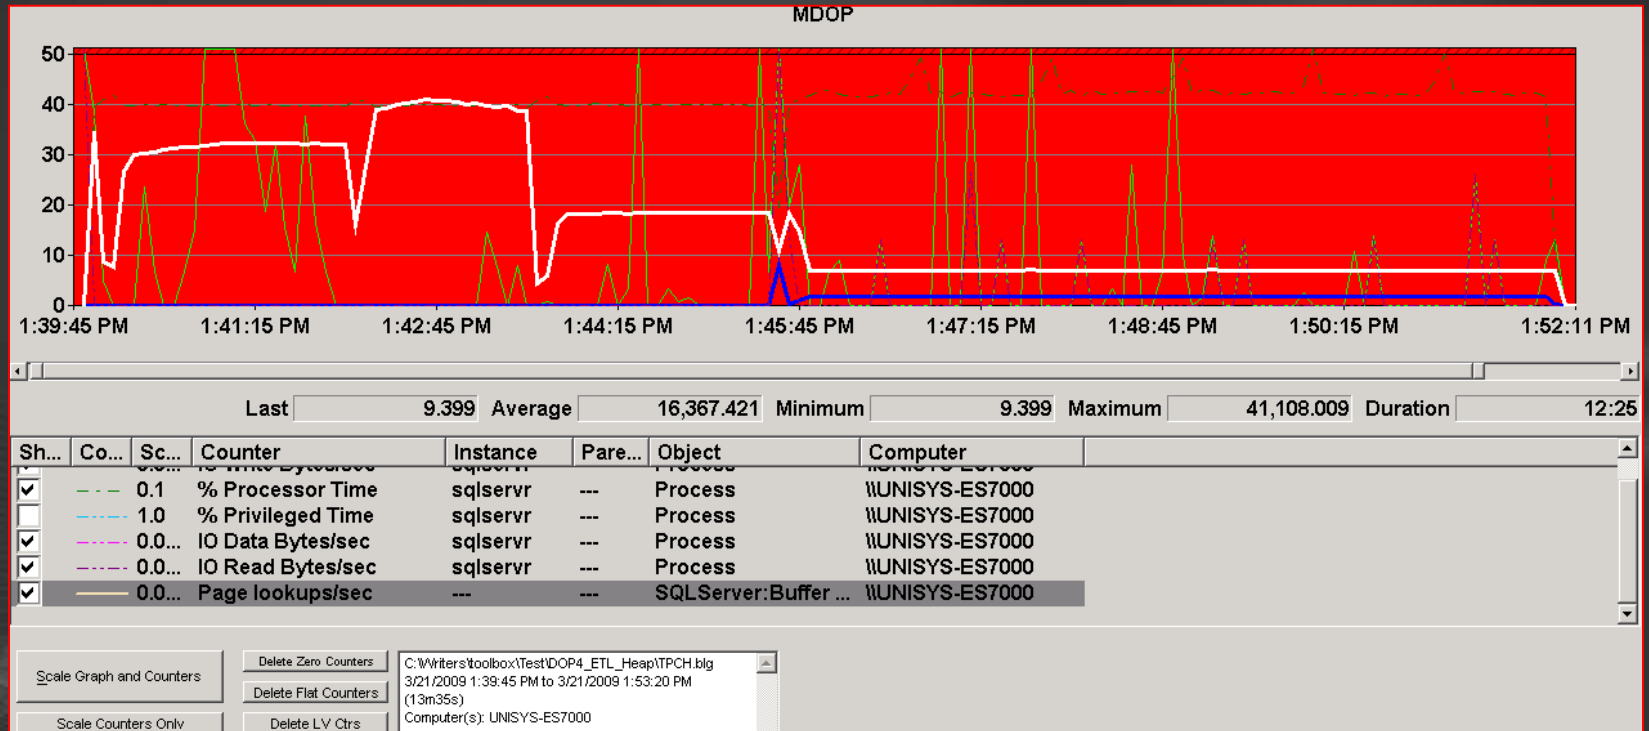 MDOP
50
40
30
20
10
0
1:39:45 PM 1:41:15 PM 1:42:45 PM 1:44:15 PM 1:45:45 PM 1:47:15 PM 1:48:45 PM 1:50:15 PM 1:52:11 PM
Last 9.399 Average 16,367.421 Minimum 9.399 Maximum 41,108.009 Duration 12:25
Sh... Co... Sc... Counter Instance Pare... Object Computer
0.1 % Processor Time sqlservr --- Process \\UNISYS-ES7000
1.0 % Privileged Time sqlservr --- Process \\UNISYS-ES7000
0.0... IO Data Bytes/sec sqlservr --- Process \\UNISYS-ES7000
0.0... IO Read Bytes/sec sqlservr --- Process \\UNISYS-ES7000
0.0... Page lookups/sec --- --- SQLServer:Buffer ... \\UNISYS-ES7000
Scale Graph and Counters
Scale Counters Only
Delete Zero Counters
Delete Flat Counters
Delete LV Ctrs
C:\Writers\toolbox\Test\DOP4_ETL_Heap\TPCH.blg
3/21/2009 1:39:45 PM to 3/21/2009 1:53:20 PM
(13m35s)
Computer(s): UNISYS-ES7000